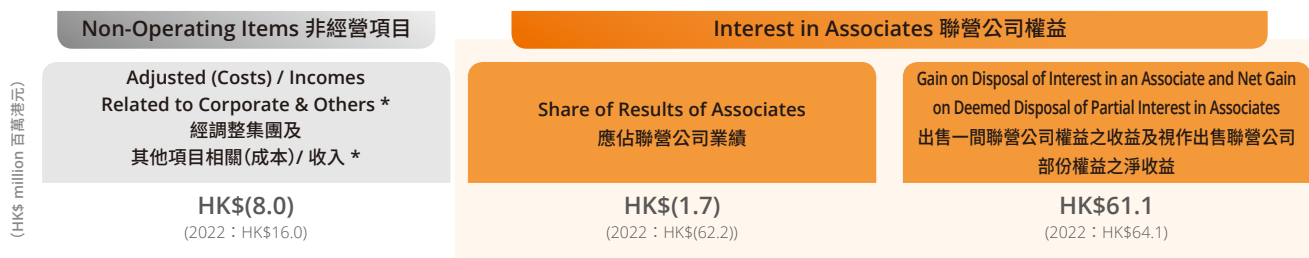 Non-Operating Items 非經營項目
Interest in Associates 聯營公司權益
(HK$ million 百萬港元)
Adjusted (Costs) / Incomes
Related to Corporate & Others *
經調整集團及
其他項目相關(成本)/ 收入 *
HK$(8.0)
(2022：HK$16.0)
Share of Results of Associates
應佔聯營公司業績
HK$(1.7)
(2022：HK$(62.2))
Gain on Disposal of Interest in an Associate and Net Gain
on Deemed Disposal of Partial Interest in Associates
出售一間聯營公司權益之收益及視作出售聯營公司
部份權益之淨收益
HK$61.1
(2022：HK$64.1)